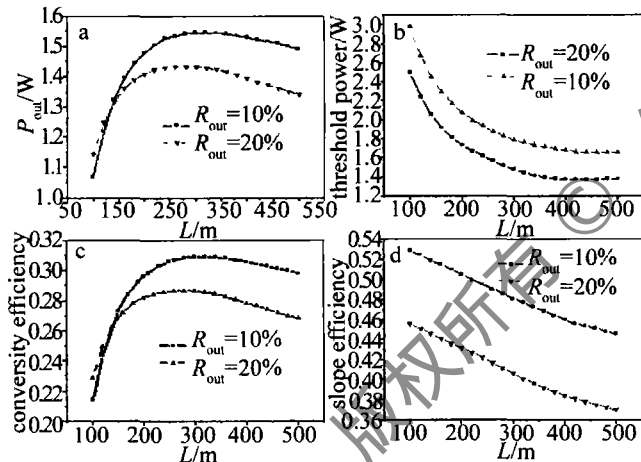 a
P_out/W
1.6
1.5
1.4
1.3
1.2
1.1
1.0
R_out=10%
R_out=20%
50 150 250 350 450 550
L/m
b
threshold power/W
3.0
2.8
2.6
2.4
2.2
2.0
1.8
1.6
1.4
1.2
R_out=20%
R_out=10%
100 200 300 400 500
L/m
c
conversity efficiency
0.31
0.30
0.28
0.26
0.24
0.22
0.20
R_out=10%
R_out=20%
100 200 300 400 500
L/m
d
slope efficiency
0.54
0.52
0.50
0.48
0.46
0.44
0.42
0.40
0.38
0.36
R_out=10%
R_out=20%
100 200 300 400 500
L/m
版权所有 ©